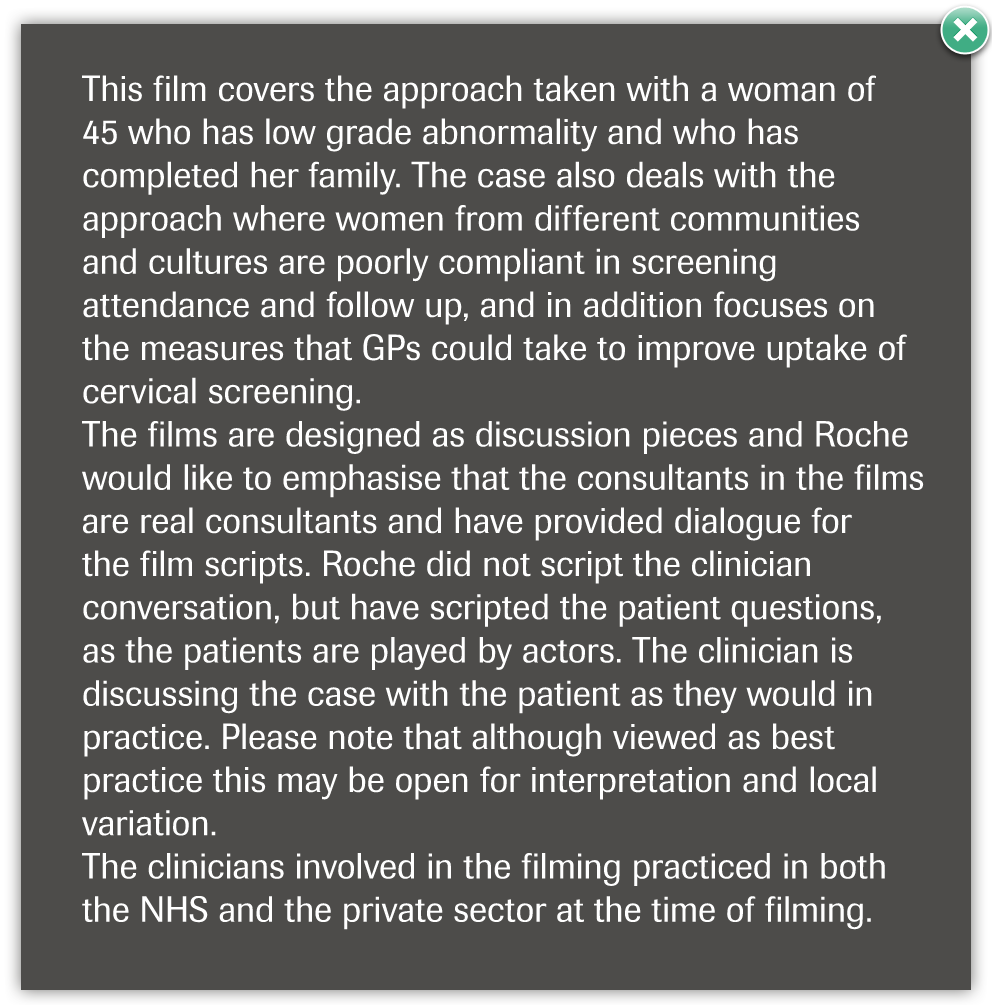 This film covers the approach taken with a woman of
45 who has low grade abnormality and who has
completed her family. The case also deals with the
approach where women from different communities
and cultures are poorly compliant in screening
attendance and follow up, and in addition focuses on
the measures that GPs could take to improve uptake of
cervical screening.
The films are designed as discussion pieces and Roche
would like to emphasise that the consultants in the films
are real consultants and have provided dialogue for
the film scripts. Roche did not script the clinician
conversation, but have scripted the patient questions,
as the patients are played by actors. The clinician is
discussing the case with the patient as they would in
practice. Please note that although viewed as best
practice this may be open for interpretation and local
variation.
The clinicians involved in the filming practiced in both
the NHS and the private sector at the time of filming.